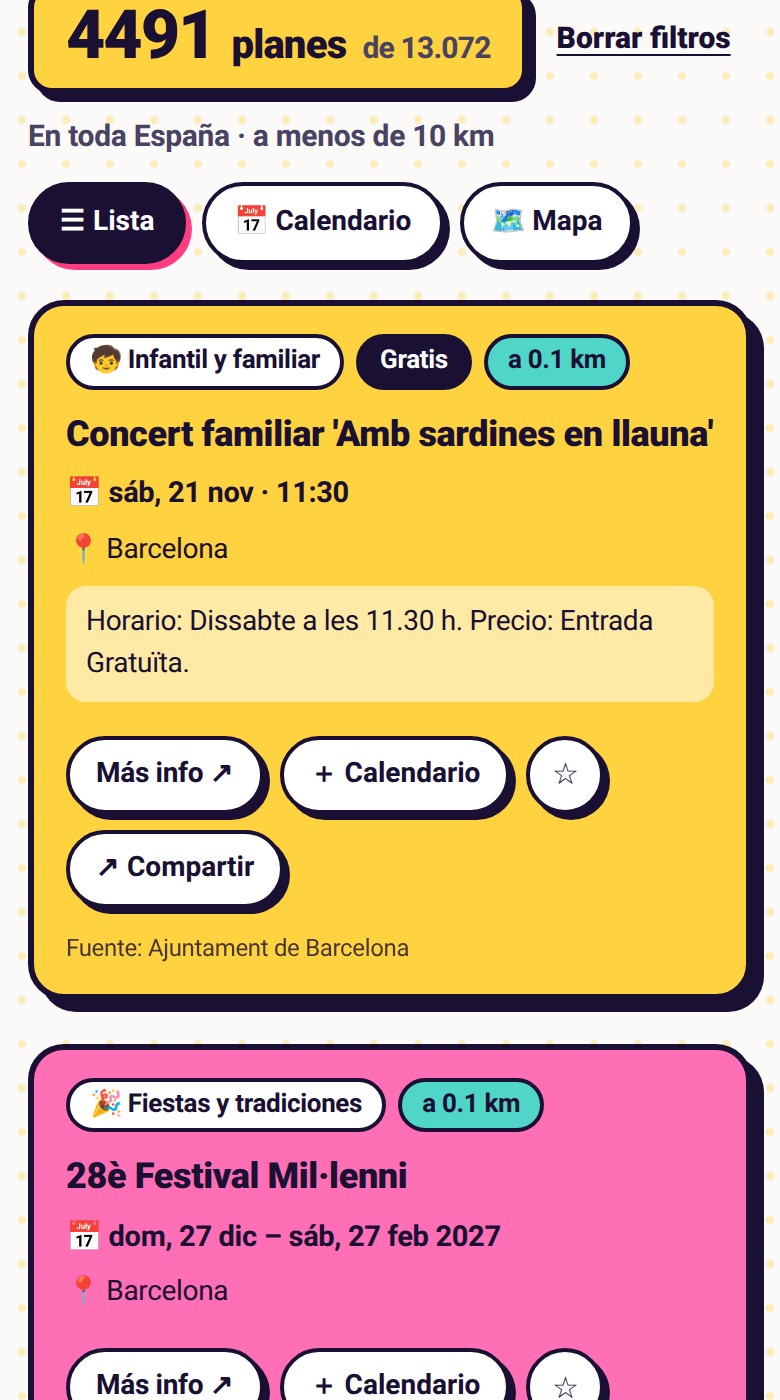 4491 planes de 13.072
Borrar filtros
En toda España · a menos de 10 km
☰ Lista
📅 Calendario
🗺️ Mapa
🧒 Infantil y familiar
Gratis
a 0.1 km
Concert familiar 'Amb sardines en llauna'
📅 sáb, 21 nov · 11:30
📍 Barcelona
Horario: Dissabte a les 11.30 h. Precio: Entrada
Gratuïta.
Más info ↗
+ Calendario
☆
↗ Compartir
Fuente: Ajuntament de Barcelona
🎉 Fiestas y tradiciones
a 0.1 km
28è Festival Mil·lenni
📅 dom, 27 dic – sáb, 27 feb 2027
📍 Barcelona
Más info ↗
+ Calendario
☆